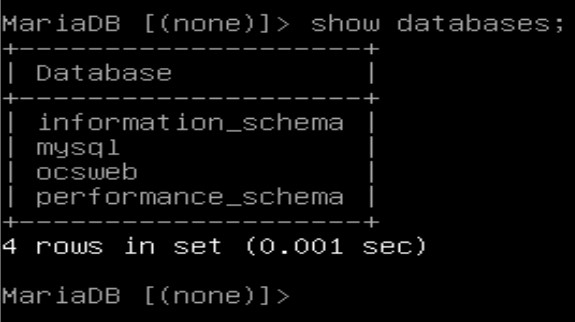 MariaDB [(none)]> show databases;
+--------------------+
| Database           |
+--------------------+
| information_schema |
| mysql              |
| ocsweb             |
| performance_schema |
+--------------------+
4 rows in set (0.001 sec)
MariaDB [(none)]>